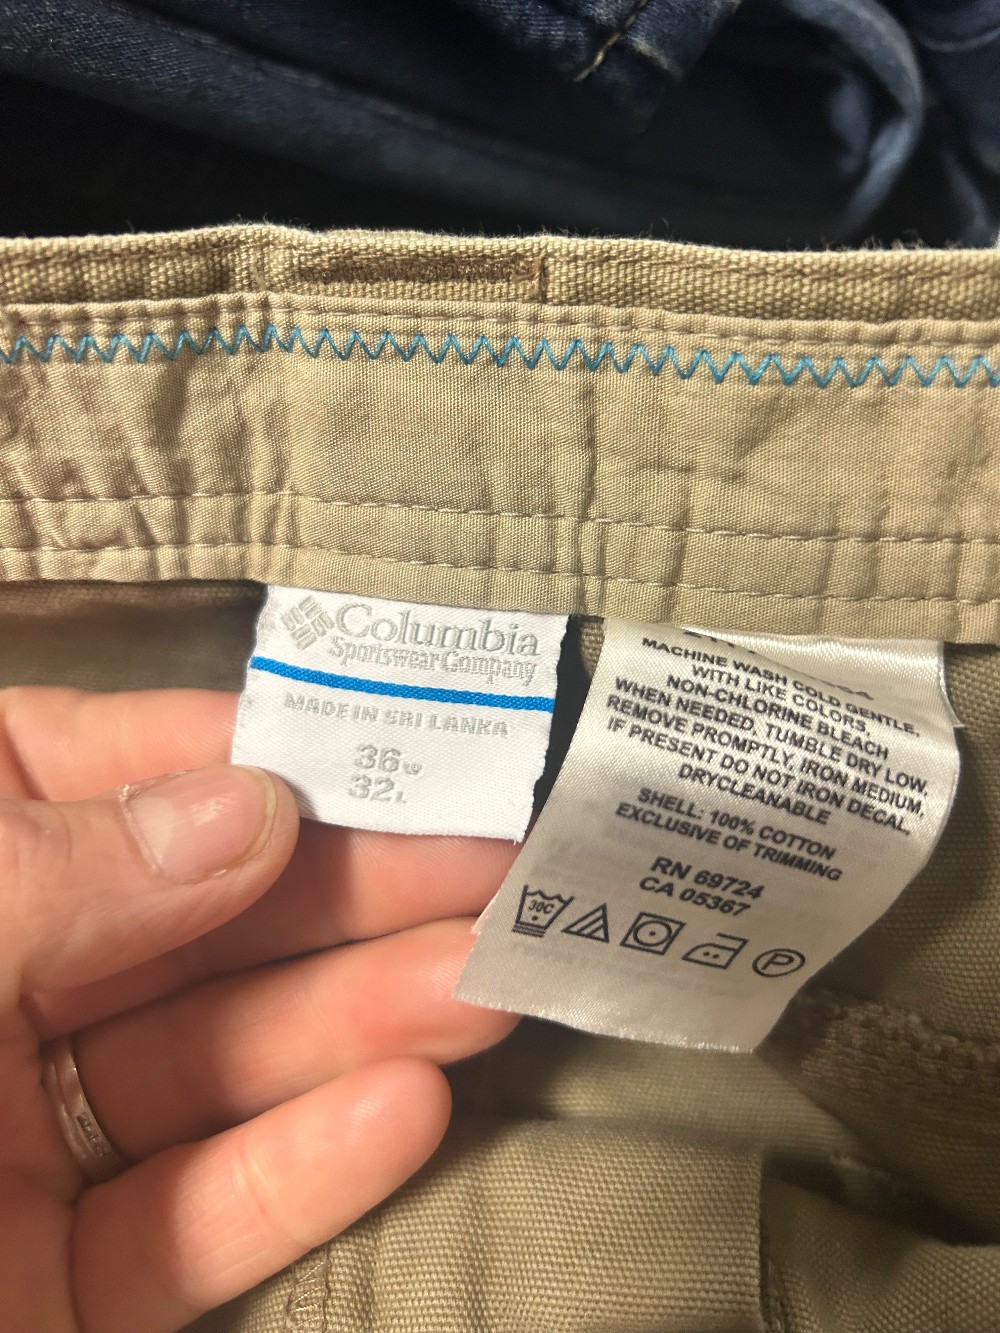 Columbia
Sportswear Company
MADE IN SRI LANKA
36W
32L
MACHINE WASH COLD GENTLE,
WITH LIKE COLORS,
NON-CHLORINE BLEACH
WHEN NEEDED, TUMBLE DRY LOW,
REMOVE PROMPTLY, IRON MEDIUM,
IF PRESENT DO NOT IRON DECAL,
DRYCLEANABLE
SHELL: 100% COTTON
EXCLUSIVE OF TRIMMING
RN 69724
CA 05367
30C
P